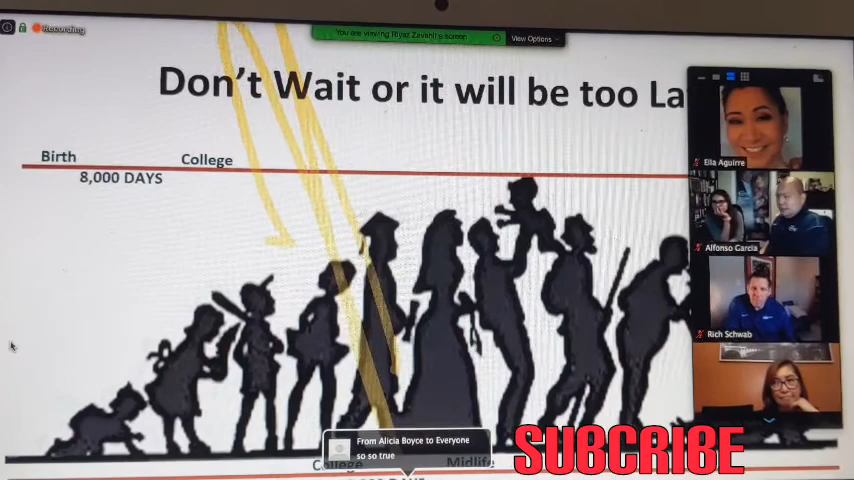 Recording
You are viewing Riyaz Zevahil's screen
View Options
Don't Wait or it will be too La
Birth
College
8,000 DAYS
Ella Aguirre
Alfonso Garcia
Rich Schwab
From Alicia Boyce to Everyone
so so true
College
Midlife
DAYS
SUBCRIBE